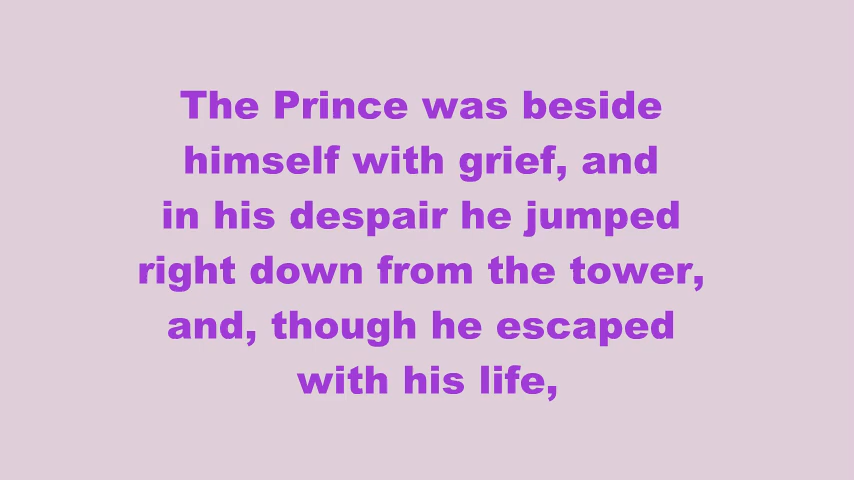 The Prince was beside
himself with grief, and
in his despair he jumped
right down from the tower,
and, though he escaped
with his life,